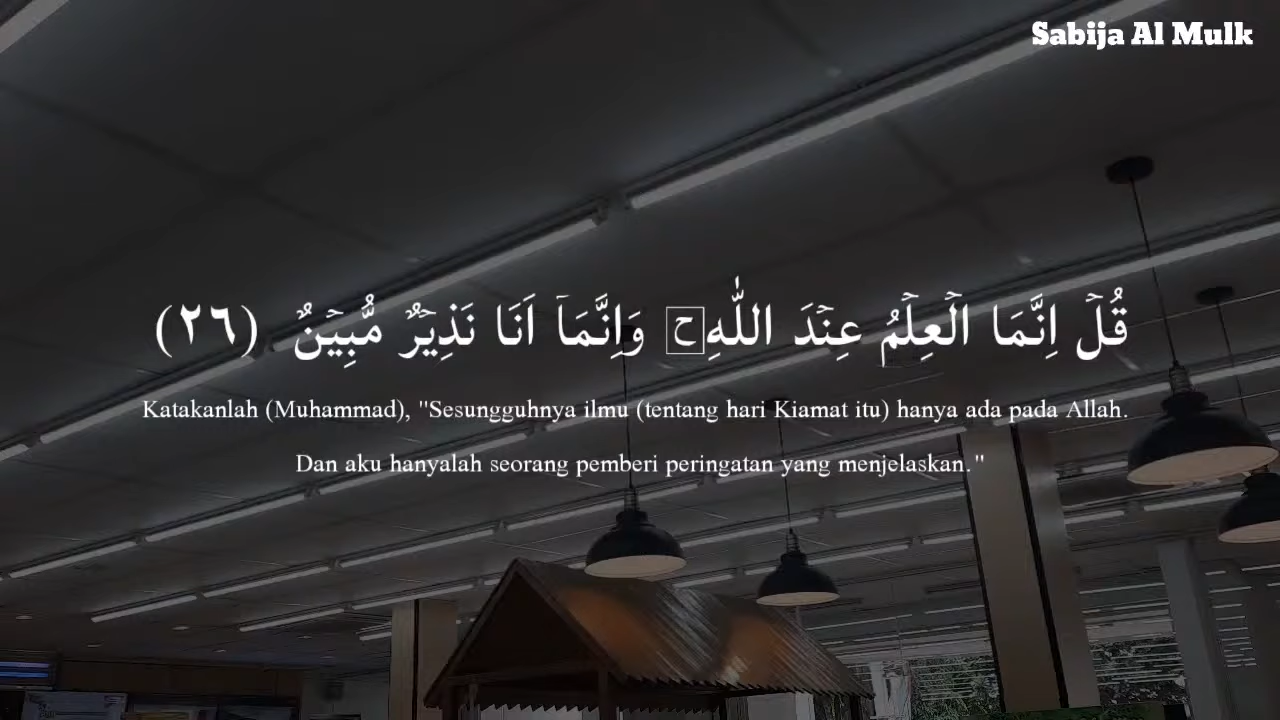 Sabija Al Mulk
قُلْ اِنَّمَا الْعِلْمُ عِنْدَ اللّٰهِ ۖ وَاِنَّمَآ اَنَا۠ نَذِيْرٌ مُّبِيْنٌ (٢٦)
Katakanlah (Muhammad), "Sesungguhnya ilmu (tentang hari Kiamat itu) hanya ada pada Allah.
Dan aku hanyalah seorang pemberi peringatan yang menjelaskan."